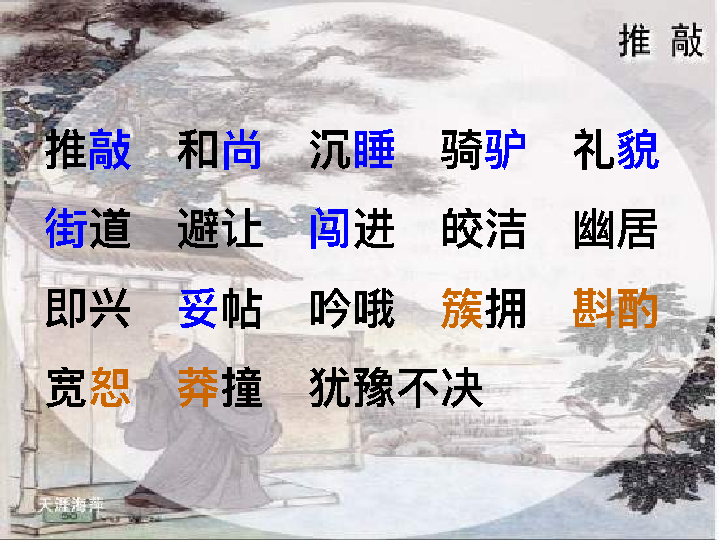 推 敲
推敲 和尚 沉睡 骑驴 礼貌
街道 避让 闯进 皎洁 幽居
即兴 妥帖 吟哦 簇拥 斟酌
宽恕 莽撞 犹豫不决
天涯海萍